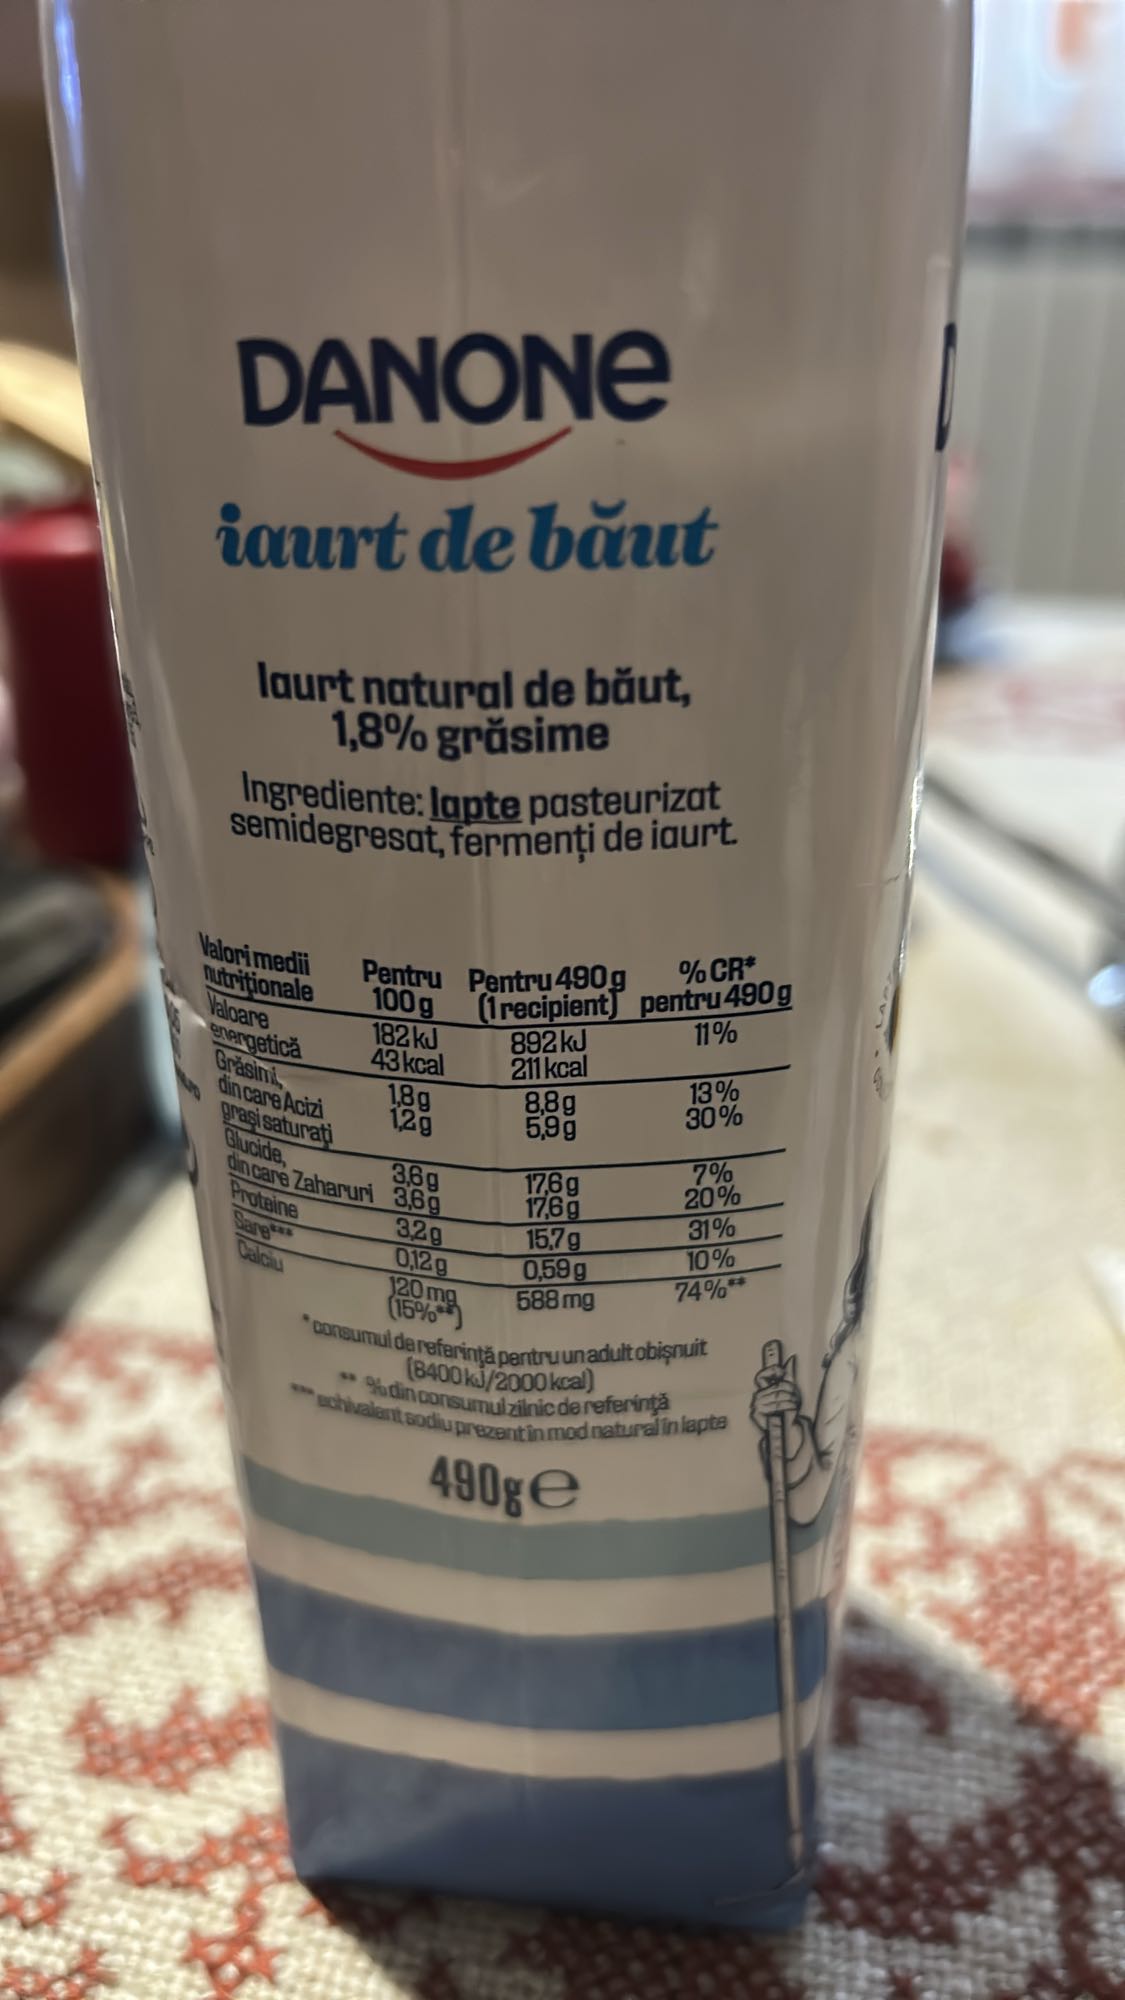 DANONE
iaurt de băut
Iaurt natural de băut,
1,8% grăsime
Ingrediente: lapte pasteurizat
semidegresat, fermenți de iaurt.
Valori medii nutriționale Pentru 100 g Pentru 490 g (1 recipient) % CR* pentru 490 g
Valoare energetică 182 kJ 892 kJ 11%
43 kcal 211 kcal
Grăsimi, 1,8 g 8,8 g 13%
din care Acizi grași saturați 1,2 g 5,9 g 30%
Glucide, 3,6 g 17,6 g 7%
din care Zaharuri 3,6 g 17,6 g 20%
Proteine 3,2 g 15,7 g 31%
Sare*** 0,12 g 0,59 g 10%
Calciu 120 mg (15%**) 588 mg 74%**
* consumul de referință pentru un adult obișnuit
(8400 kJ/2000 kcal)
** % din consumul zilnic de referință
*** echivalent sodiu prezent în mod natural în lapte
490g e